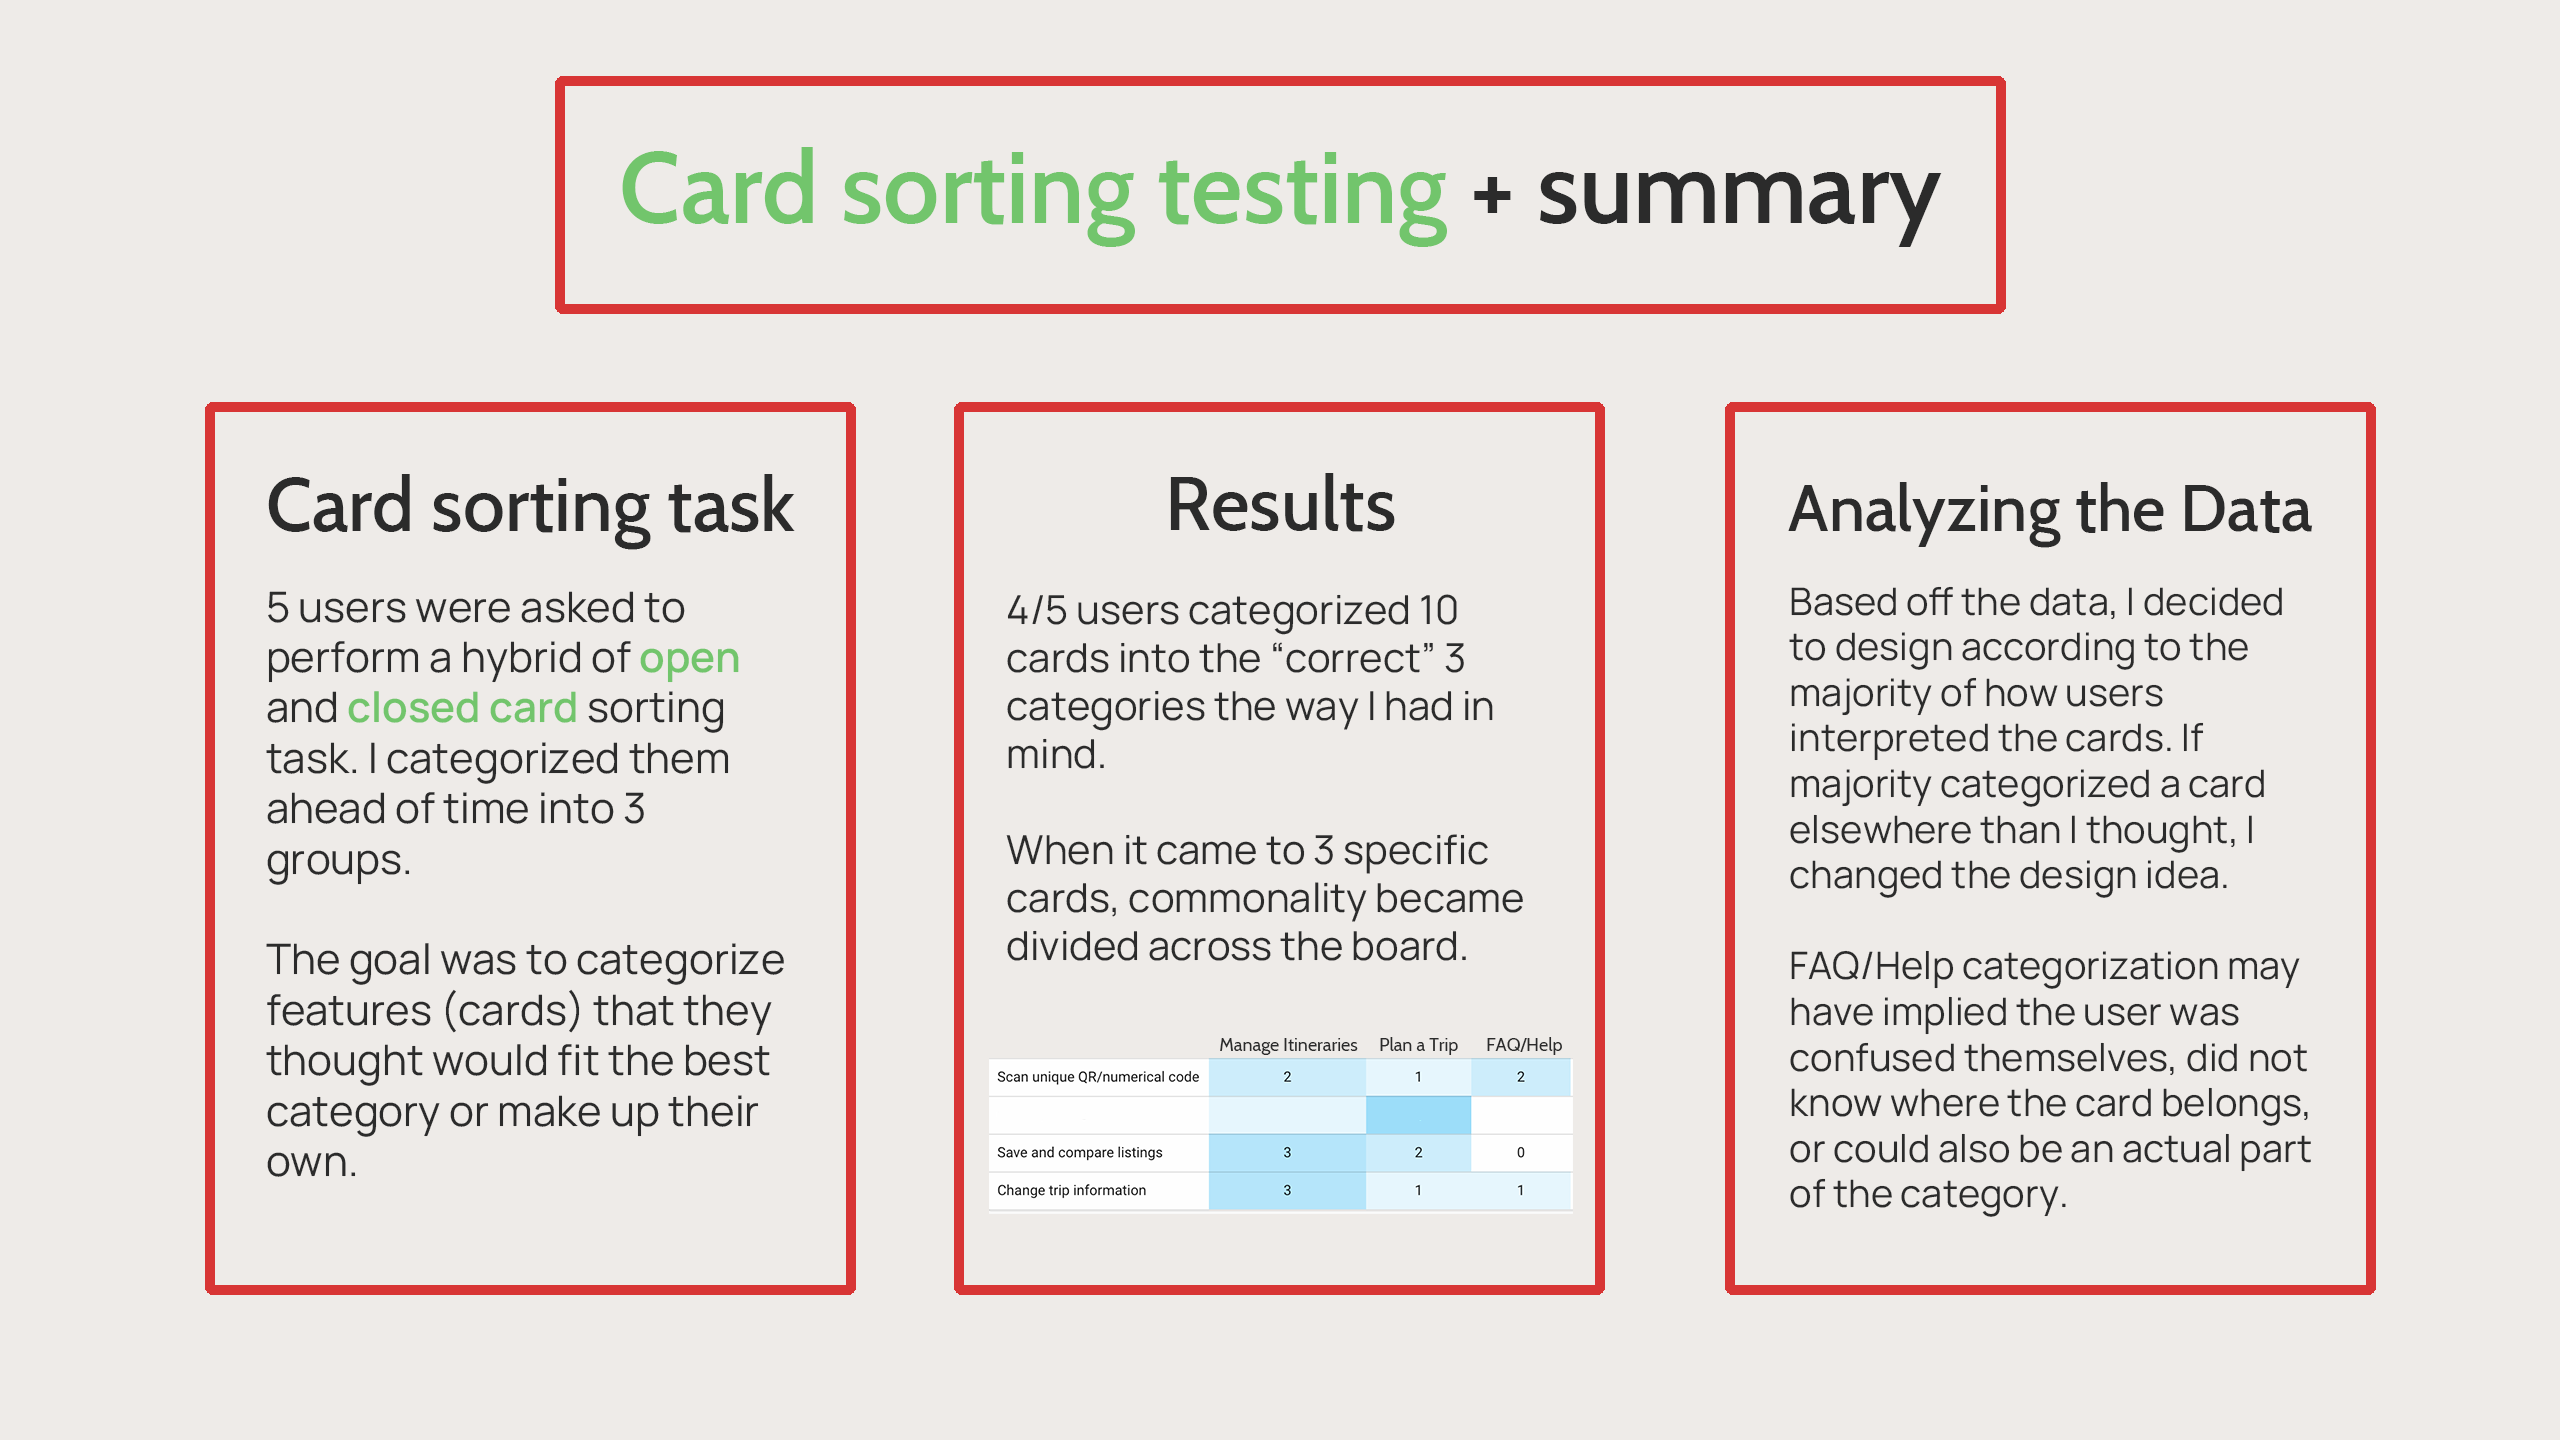 Card sorting testing + summary
Card sorting task
5 users were asked to
perform a hybrid of open
and closed card sorting
task. I categorized them
ahead of time into 3
groups.
The goal was to categorize
features (cards) that they
thought would fit the best
category or make up their
own.
Results
4/5 users categorized 10
cards into the “correct” 3
categories the way I had in
mind.
When it came to 3 specific
cards, commonality became
divided across the board.
Manage Itineraries Plan a Trip FAQ/Help
Scan unique QR/numerical code 2 1 2
Save and compare listings 3 2 0
Change trip information 3 1 1
Analyzing the Data
Based off the data, I decided
to design according to the
majority of how users
interpreted the cards. If
majority categorized a card
elsewhere than I thought, I
changed the design idea.
FAQ/Help categorization may
have implied the user was
confused themselves, did not
know where the card belongs,
or could also be an actual part
of the category.